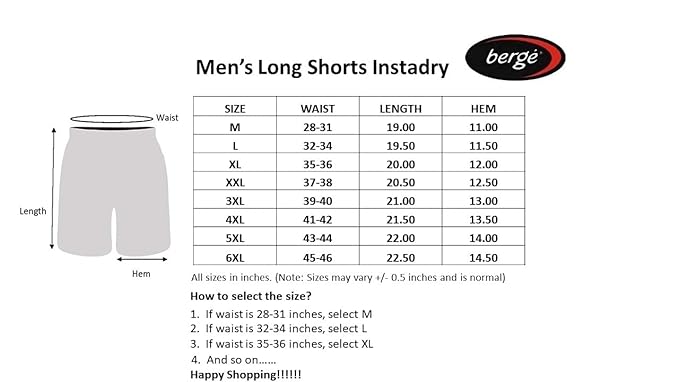 Men's Long Shorts Instadry
bergé
SIZE WAIST LENGTH HEM
M 28-31 19.00 11.00
L 32-34 19.50 11.50
XL 35-36 20.00 12.00
XXL 37-38 20.50 12.50
3XL 39-40 21.00 13.00
4XL 41-42 21.50 13.50
5XL 43-44 22.00 14.00
6XL 45-46 22.50 14.50
Waist
Length
Hem
All sizes in inches. (Note: Sizes may vary +/- 0.5 inches and is normal)
How to select the size?
1. If waist is 28-31 inches, select M
2. If waist is 32-34 inches, select L
3. If waist is 35-36 inches, select XL
4. And so on......
Happy Shopping!!!!!!